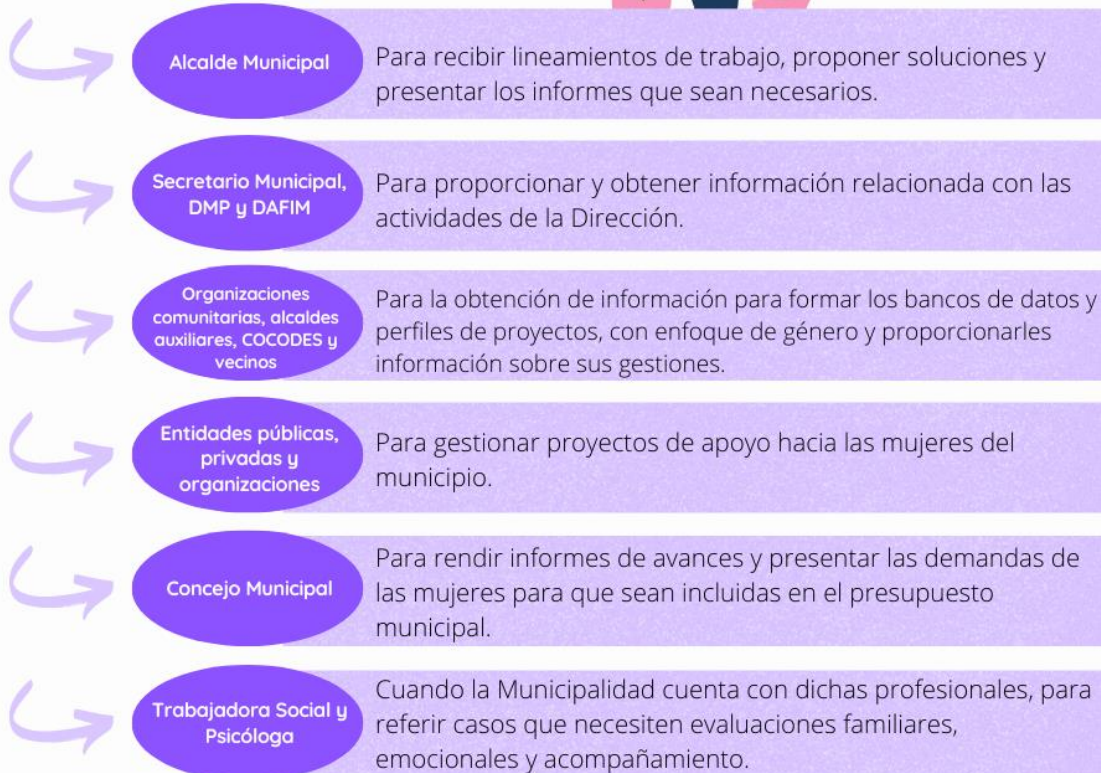 Alcalde Municipal
Para recibir lineamientos de trabajo, proponer soluciones y
presentar los informes que sean necesarios.
Secretario Municipal,
DMP y DAFIM
Para proporcionar y obtener información relacionada con las
actividades de la Dirección.
Organizaciones
comunitarias, alcaldes
auxiliares, COCODES y
vecinos
Para la obtención de información para formar los bancos de datos y
perfiles de proyectos, con enfoque de género y proporcionarles
información sobre sus gestiones.
Entidades públicas,
privadas y
organizaciones
Para gestionar proyectos de apoyo hacia las mujeres del
municipio.
Concejo Municipal
Para rendir informes de avances y presentar las demandas de
las mujeres para que sean incluidas en el presupuesto
municipal.
Trabajadora Social y
Psicóloga
Cuando la Municipalidad cuenta con dichas profesionales, para
referir casos que necesiten evaluaciones familiares,
emocionales y acompañamiento.